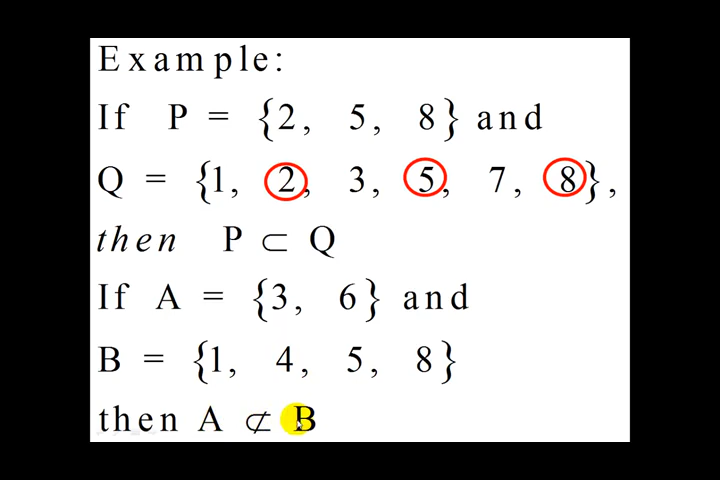 Example:
If P = {2, 5, 8} and
Q = {1, 2, 3, 5, 7, 8},
then P ⊂ Q
If A = {3, 6} and
B = {1, 4, 5, 8}
then A ⊄ B